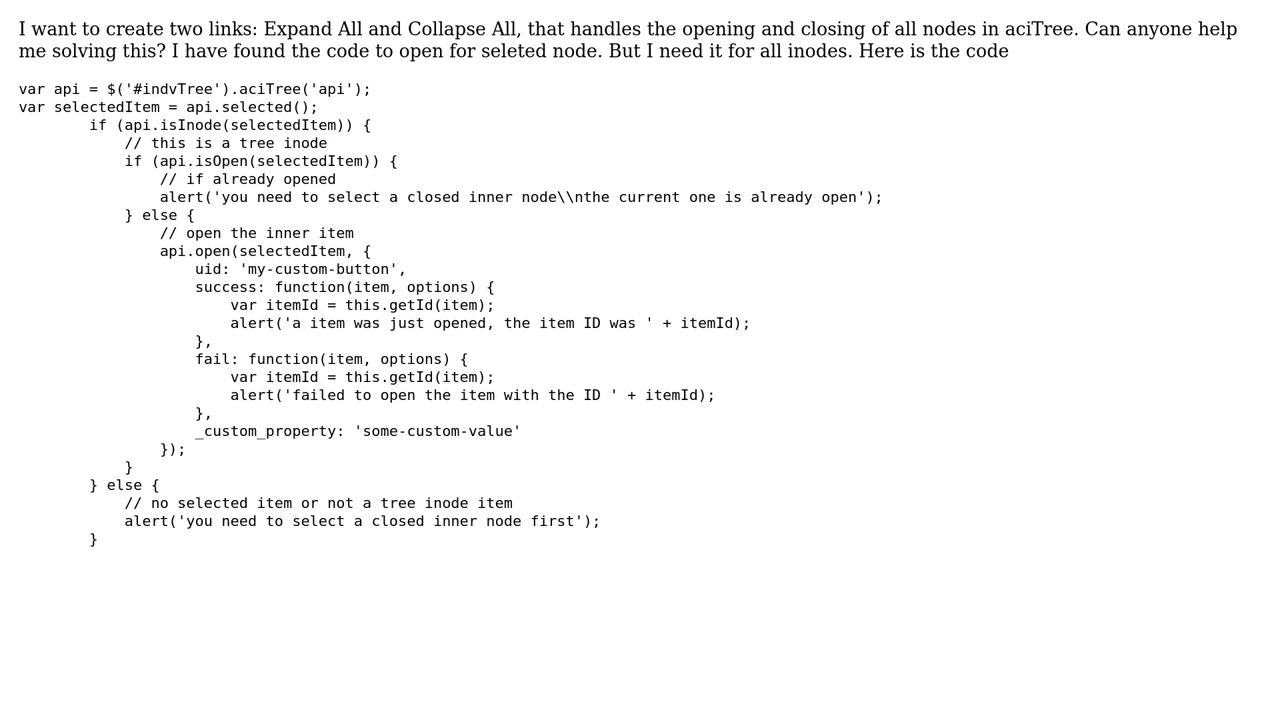 I want to create two links: Expand All and Collapse All, that handles the opening and closing of all nodes in aciTree. Can anyone help
me solving this? I have found the code to open for seleted node. But I need it for all inodes. Here is the code
var api = $('#indvTree').aciTree('api');
var selectedItem = api.selected();
        if (api.isInode(selectedItem)) {
            // this is a tree inode
            if (api.isOpen(selectedItem)) {
                // if already opened
                alert('you need to select a closed inner node\\nthe current one is already open');
            } else {
                // open the inner item
                api.open(selectedItem, {
                    uid: 'my-custom-button',
                    success: function(item, options) {
                        var itemId = this.getId(item);
                        alert('a item was just opened, the item ID was ' + itemId);
                    },
                    fail: function(item, options) {
                        var itemId = this.getId(item);
                        alert('failed to open the item with the ID ' + itemId);
                    },
                    _custom_property: 'some-custom-value'
                });
            }
        } else {
            // no selected item or not a tree inode item
            alert('you need to select a closed inner node first');
        }